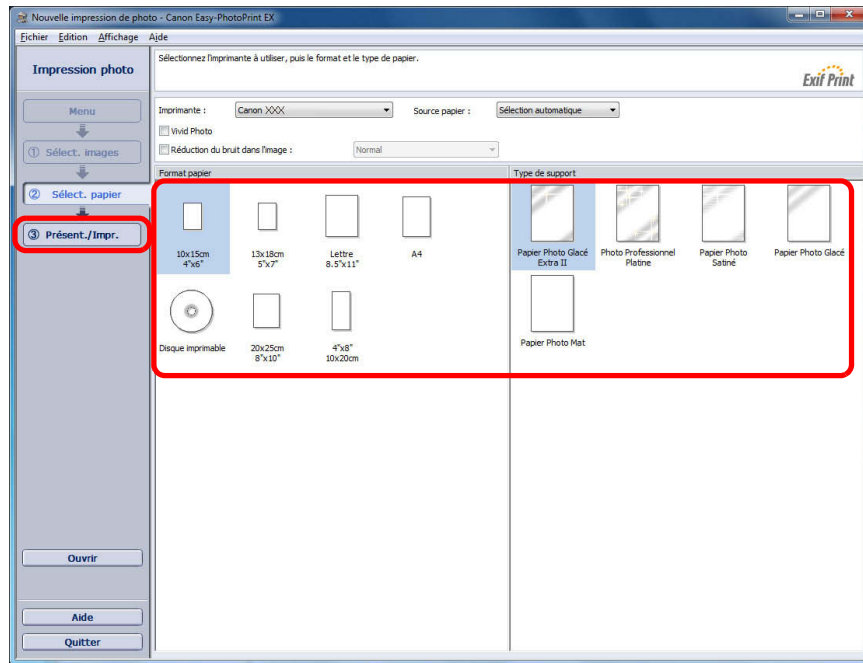 Nouvelle impression de photo - Canon Easy-PhotoPrint EX
Fichier Edition Affichage Aide
Impression photo
Sélectionnez l'imprimante à utiliser, puis le format et le type de papier.
Exif Print
Menu
① Sélect. images
② Sélect. papier
③ Présent./Impr.
Imprimante : Canon XXX Source papier : Sélection automatique
Vivid Photo
Réduction du bruit dans l'image : Normal
Format papier
10x15cm
4"x6"
13x18cm
5"x7"
Lettre
8.5"x11"
A4
Disque imprimable
20x25cm
8"x10"
4"x8"
10x20cm
Type de support
Papier Photo Glacé
Extra II
Photo Professionnel
Platine
Papier Photo
Satiné
Papier Photo Glacé
Papier Photo Mat
Ouvrir
Aide
Quitter